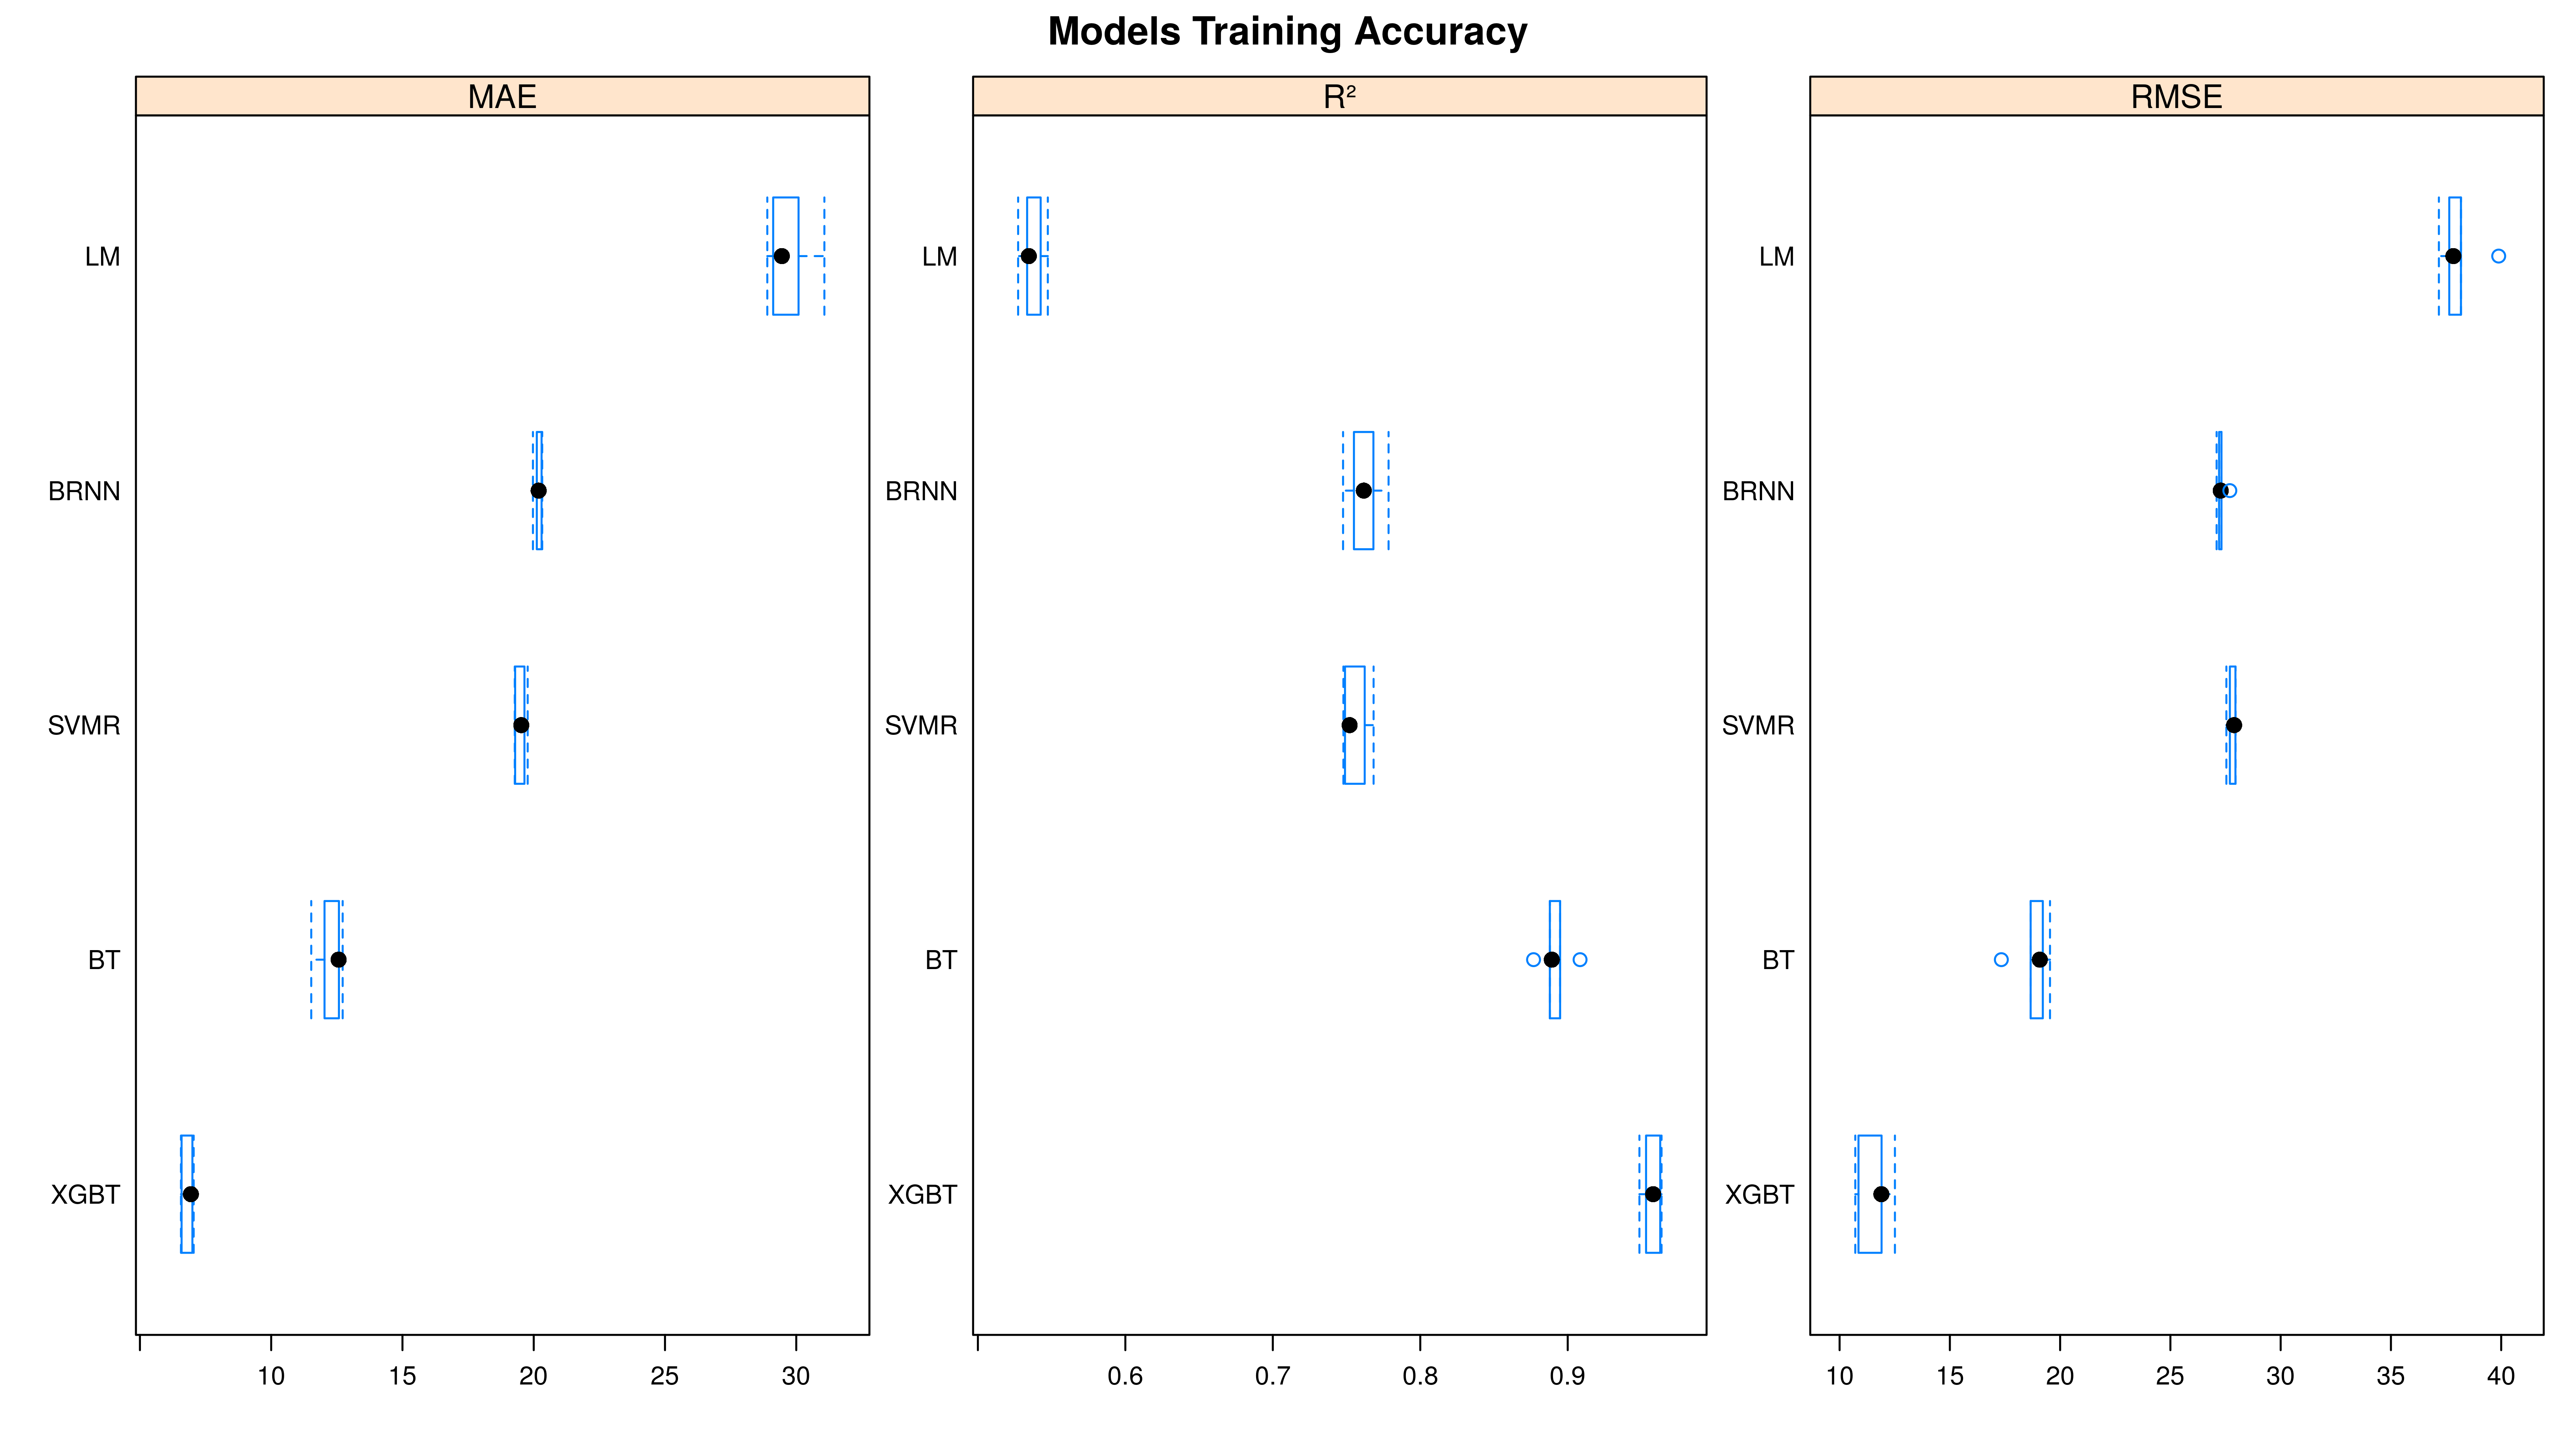 Models Training Accuracy
MAE R² RMSE
LM LM LM
BRNN BRNN BRNN
SVMR SVMR SVMR
BT BT BT
XGBT XGBT XGBT
10 15 20 25 30 0.6 0.7 0.8 0.9 10 15 20 25 30 35 40